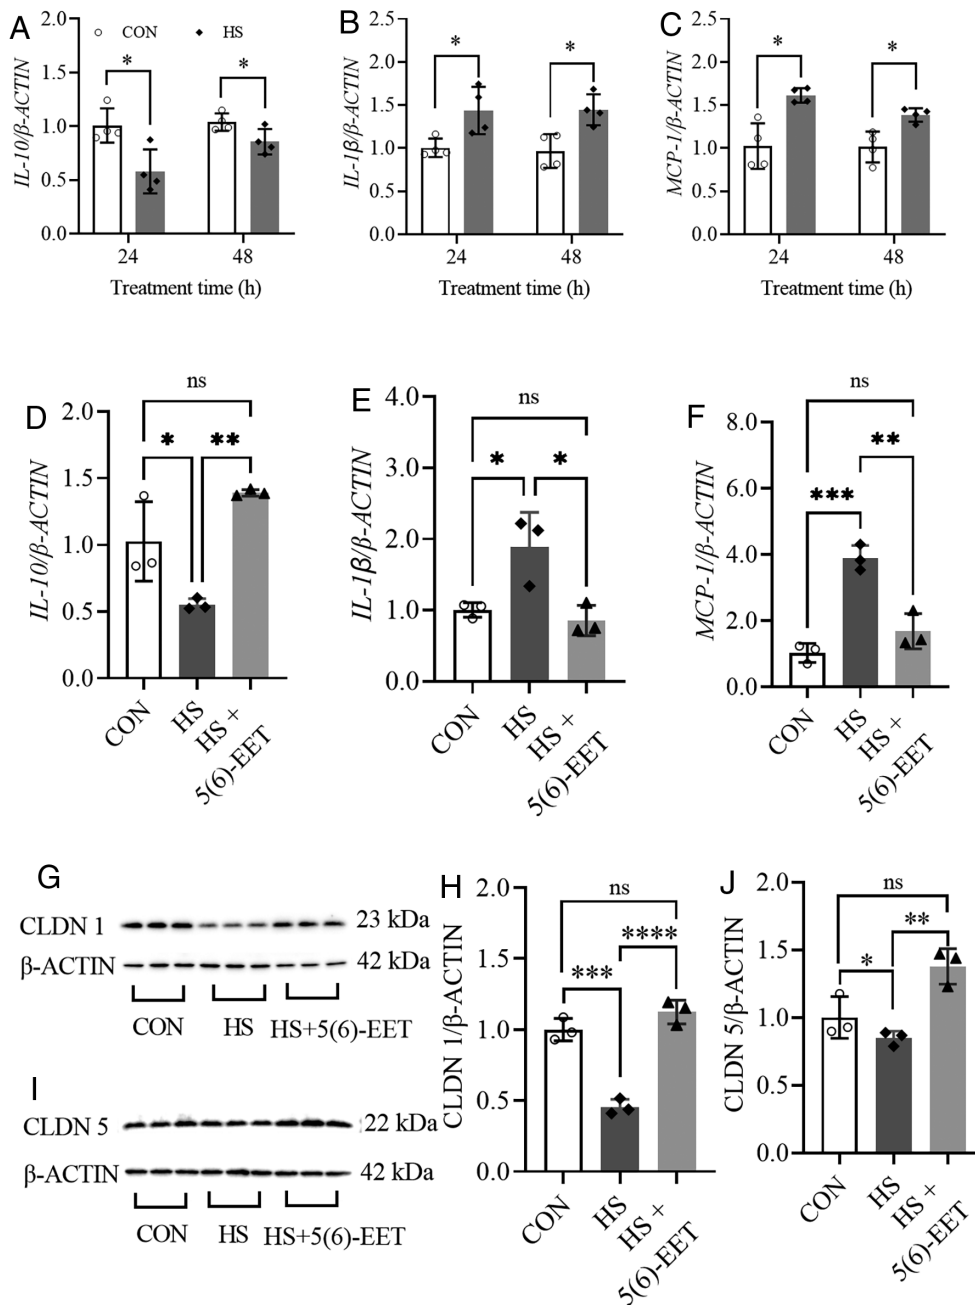 A
○ CON ◆ HS
IL-10/β-ACTIN
2.0
1.5
1.0
0.5
0.0
*
*
24 48
Treatment time (h)
B
IL-1β/β-ACTIN
2.5
2.0
1.5
1.0
0.5
0.0
*
*
24 48
Treatment time (h)
C
MCP-1/β-ACTIN
2.5
2.0
1.5
1.0
0.5
0.0
*
*
24 48
Treatment time (h)
D
IL-10/β-ACTIN
2.0
1.5
1.0
0.5
0.0
ns
* **
CON
HS
HS +
5(6)-EET
E
IL-1β/β-ACTIN
4.0
3.0
2.0
1.0
0.0
ns
* *
CON
HS
HS +
5(6)-EET
F
MCP-1/β-ACTIN
8.0
6.0
4.0
2.0
0.0
ns
**
***
CON
HS
HS +
5(6)-EET
G
CLDN 1 23 kDa
β-ACTIN 42 kDa
CON HS HS+5(6)-EET
H
CLDN 1/β-ACTIN
2.0
1.5
1.0
0.5
0.0
ns
****
***
CON
HS
HS +
5(6)-EET
I
CLDN 5 22 kDa
β-ACTIN 42 kDa
CON HS HS+5(6)-EET
J
CLDN 5/β-ACTIN
2.0
1.5
1.0
0.5
0.0
ns
**
*
CON
HS
HS +
5(6)-EET